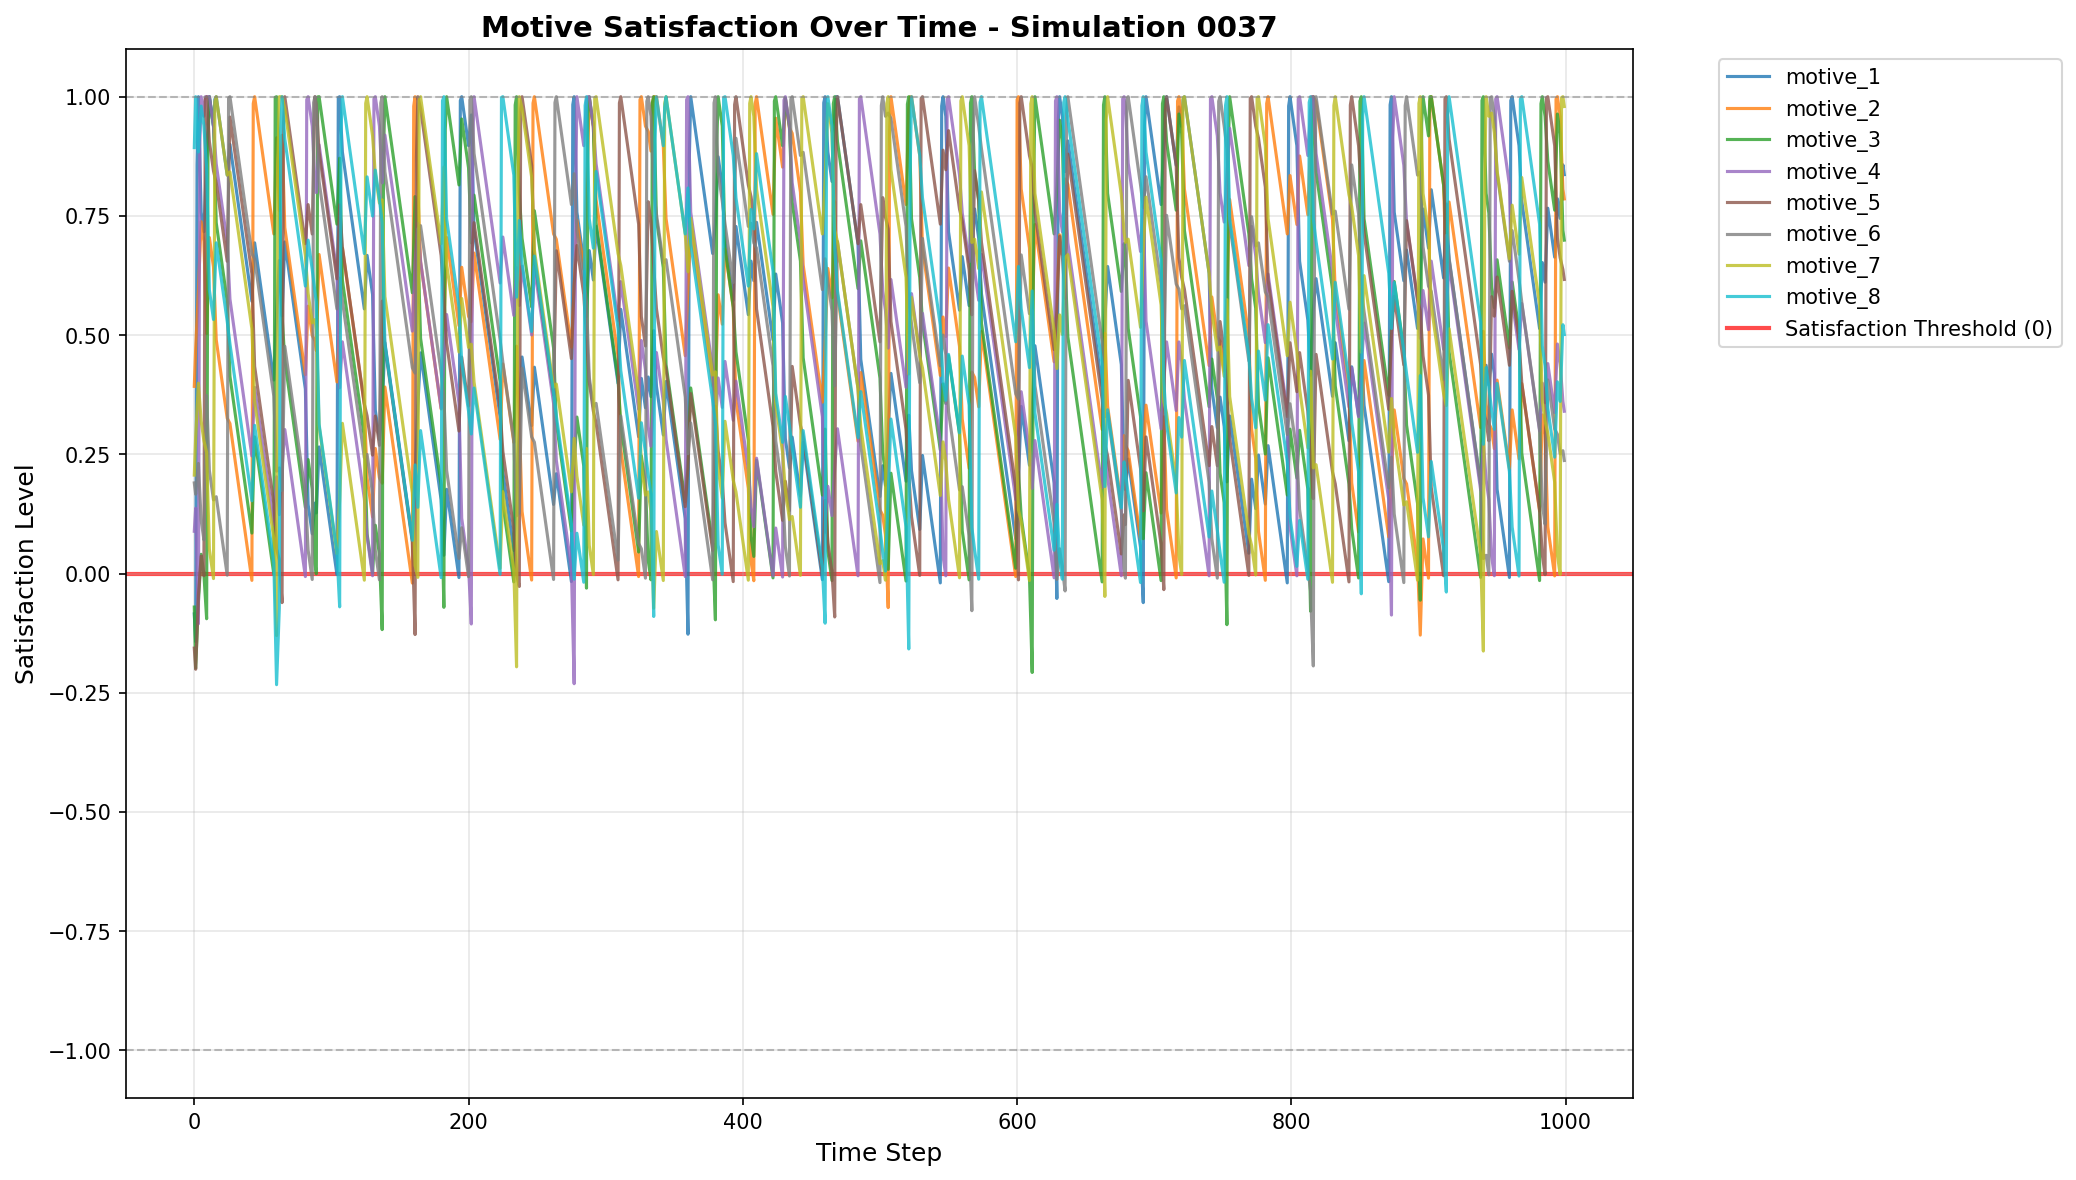 Motive Satisfaction Over Time - Simulation 0037
1.00
0.75
0.50
0.25
0.00
−0.25
−0.50
−0.75
−1.00
Satisfaction Level
0
200
400
600
800
1000
Time Step
motive_1
motive_2
motive_3
motive_4
motive_5
motive_6
motive_7
motive_8
Satisfaction Threshold (0)